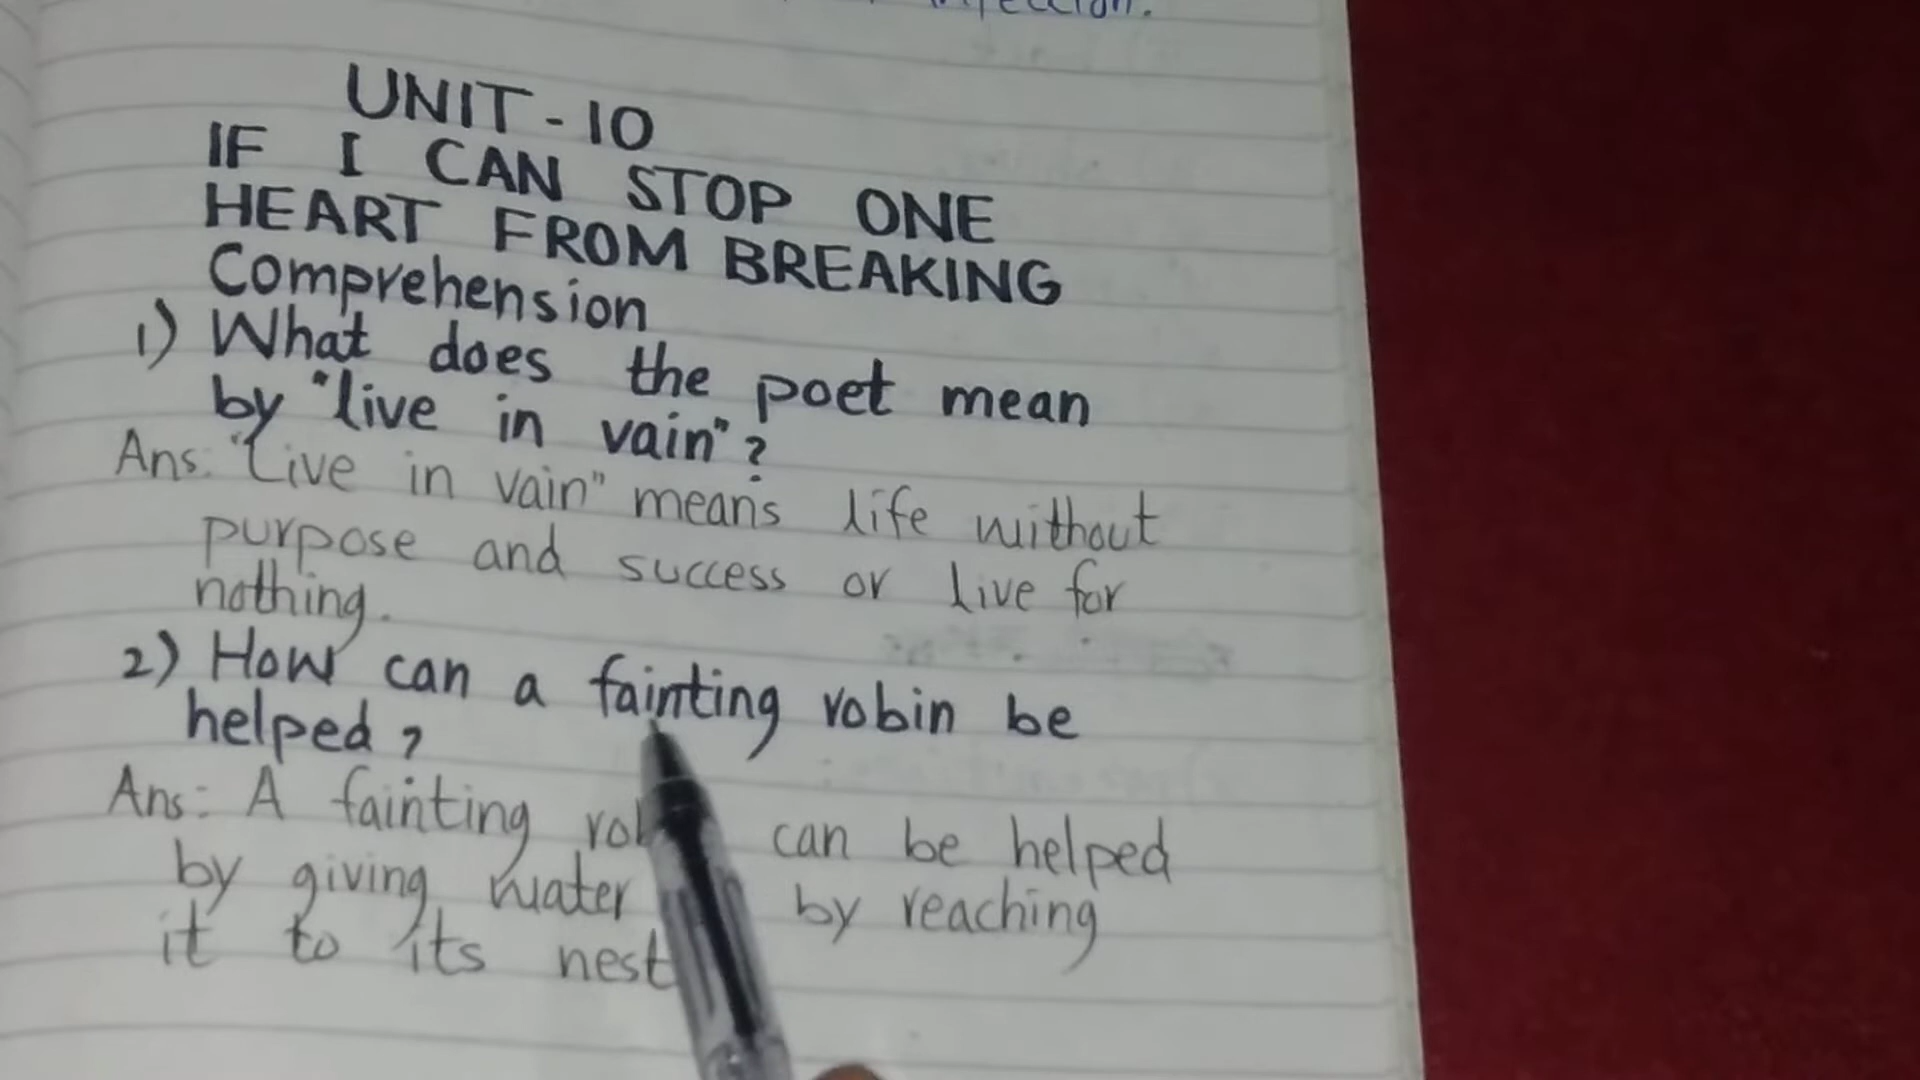 UNIT-10
IF I CAN STOP ONE
HEART FROM BREAKING
Comprehension
1) What does the poet mean
by "live in vain"?
Ans: "Live in vain" means life without
purpose and success or live for
nothing.
2) How can a fainting robin be
helped?
Ans: A fainting can be helped
by giving water by reaching
it to its nest